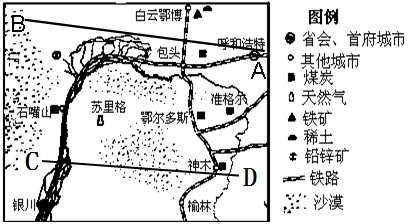 B
白云鄂博
呼和浩特
包头
A
石嘴山
苏里格
准格尔
鄂尔多斯
C
神木
D
银川
榆林
图例
省会、首府城市
其他城市
煤炭
天然气
铁矿
稀土
铅锌矿
铁路
沙漠